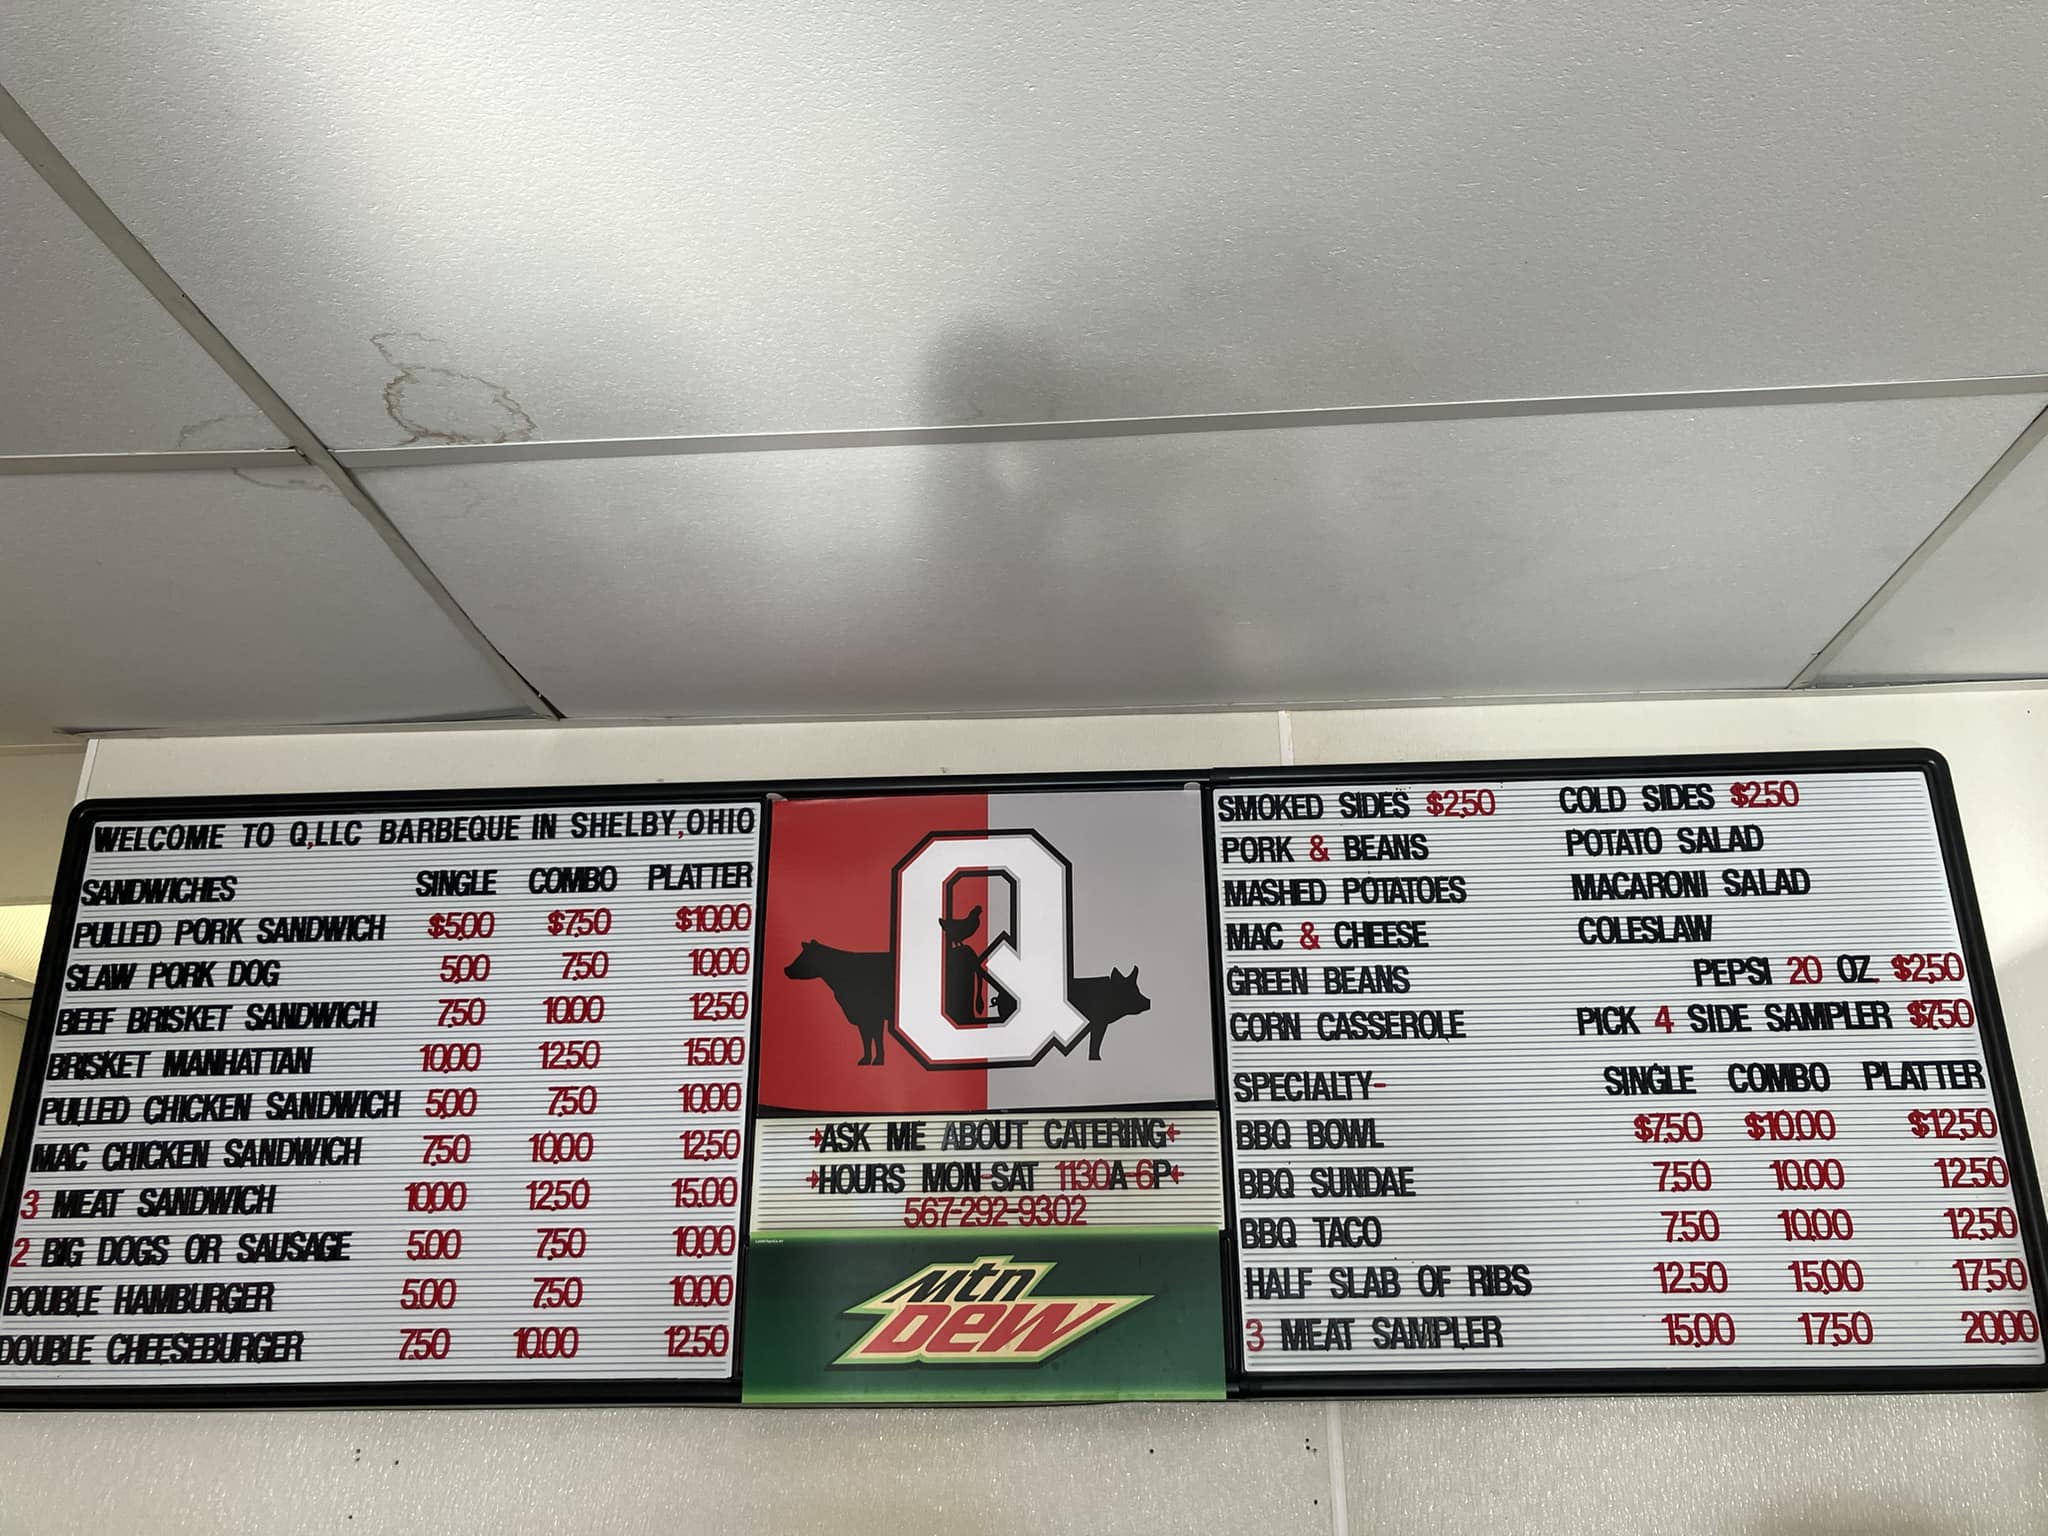 WELCOME TO Q,LLC BARBEQUE IN SHELBY,OHIO
SANDWICHES SINGLE COMBO PLATTER
PULLED PORK SANDWICH $5.00 $7.50 $10.00
SLAW PORK DOG 5.00 7.50 10.00
BEEF BRISKET SANDWICH 7.50 10.00 12.50
BRISKET MANHATTAN 10.00 12.50 15.00
PULLED CHICKEN SANDWICH 5.00 7.50 10.00
MAC CHICKEN SANDWICH 7.50 10.00 12.50
3 MEAT SANDWICH 10.00 12.50 15.00
2 BIG DOGS OR SAUSAGE 5.00 7.50 10.00
DOUBLE HAMBURGER 5.00 7.50 10.00
DOUBLE CHEESEBURGER 7.50 10.00 12.50
Q
ASK ME ABOUT CATERING
HOURS MON-SAT 1130A-6P
567-292-9302
Mtn
DEW
SMOKED SIDES $2.50 COLD SIDES $2.50
PORK & BEANS POTATO SALAD
MASHED POTATOES MACARONI SALAD
MAC & CHEESE COLESLAW
GREEN BEANS PEPSI 20 OZ. $2.50
CORN CASSEROLE PICK 4 SIDE SAMPLER $7.50
SPECIALTY- SINGLE COMBO PLATTER
BBQ BOWL $7.50 $10.00 $12.50
BBQ SUNDAE 7.50 10.00 12.50
BBQ TACO 7.50 10.00 12.50
HALF SLAB OF RIBS 12.50 15.00 17.50
3 MEAT SAMPLER 15.00 17.50 20.00